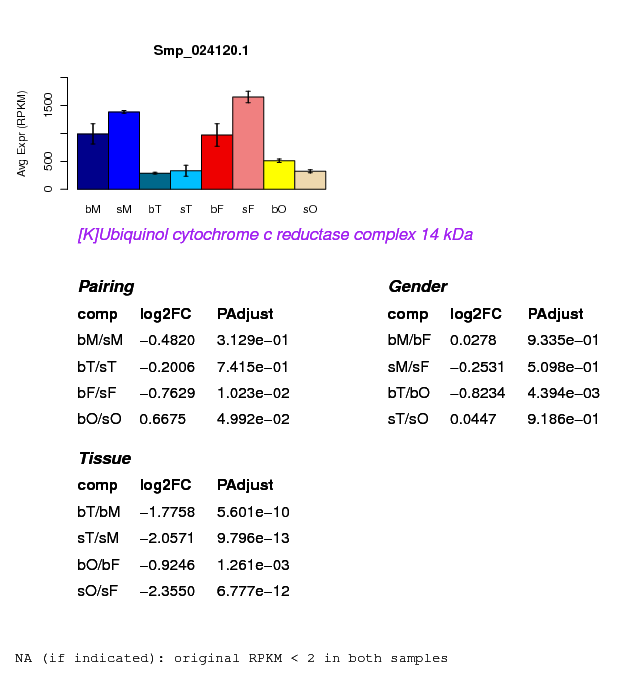 Smp_024120.1
Avg Expr (RPKM)
0 500 1500
bM sM bT sT bF sF bO sO
[K]Ubiquinol cytochrome c reductase complex 14 kDa
Pairing
comp log2FC PAdjust
bM/sM −0.4820 3.129e−01
bT/sT −0.2006 7.415e−01
bF/sF −0.7629 1.023e−02
bO/sO 0.6675 4.992e−02
Gender
comp log2FC PAdjust
bM/bF 0.0278 9.335e−01
sM/sF −0.2531 5.098e−01
bT/bO −0.8234 4.394e−03
sT/sO 0.0447 9.186e−01
Tissue
comp log2FC PAdjust
bT/bM −1.7758 5.601e−10
sT/sM −2.0571 9.796e−13
bO/bF −0.9246 1.261e−03
sO/sF −2.3550 6.777e−12
NA (if indicated): original RPKM < 2 in both samples